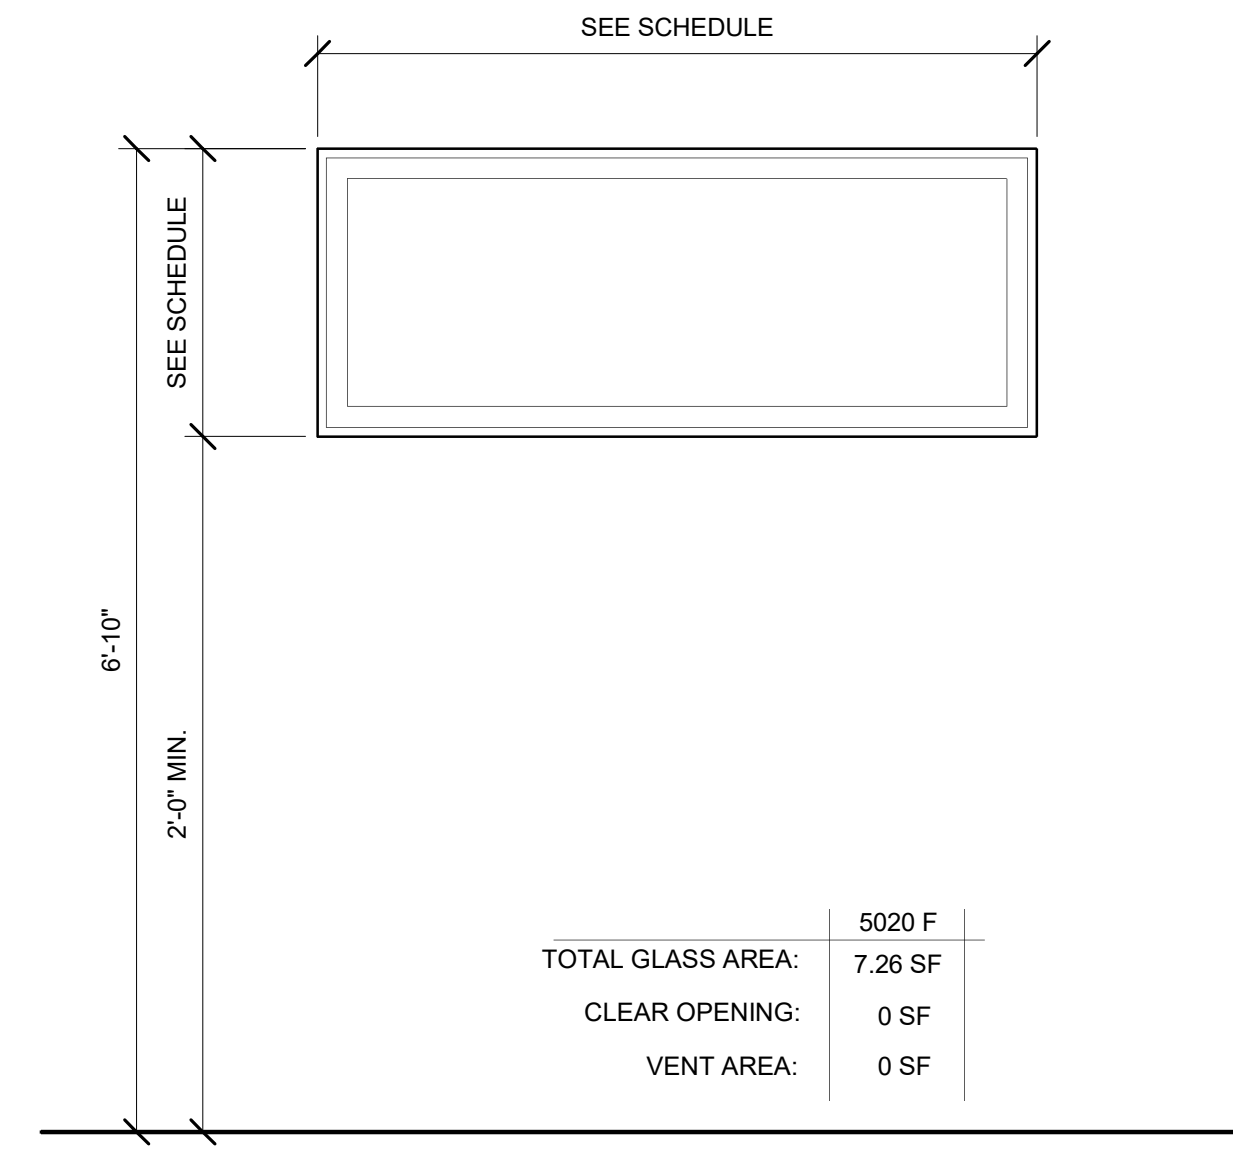 SEE SCHEDULE
SEE SCHEDULE
6'-10"
2'-0" MIN.
5020 F
TOTAL GLASS AREA: 7.26 SF
CLEAR OPENING: 0 SF
VENT AREA: 0 SF